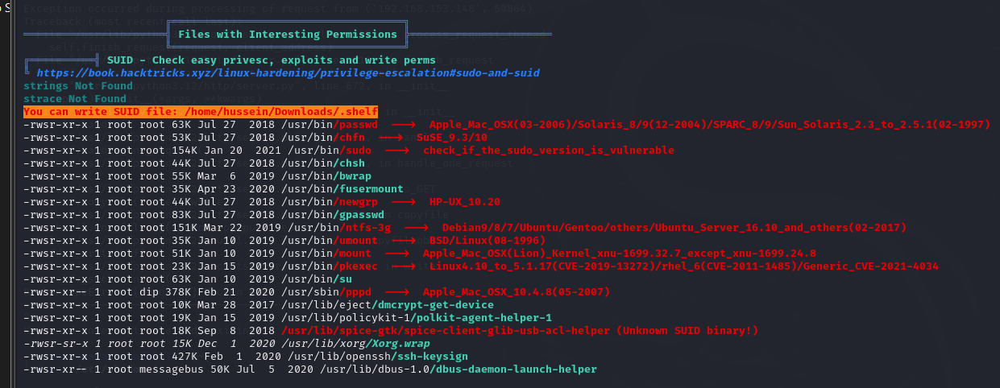 Exception occurred during processing of request from ('192.168.153.148', 50864)
Traceback (most recent call last):
Files with Interesting Permissions
SUID - Check easy privesc, exploits and write perms
https://book.hacktricks.xyz/linux-hardening/privilege-escalation#sudo-and-suid
strings Not Found
strace Not Found
You can write SUID file: /home/hussein/Downloads/.shelf
-rwsr-xr-x 1 root root 63K Jul 27  2018 /usr/bin/passwd  --->  Apple_Mac_OSX(03-2006)/Solaris_8/9(12-2004)/SPARC_8/9/Sun_Solaris_2.3_to_2.5.1(02-1997)
-rwsr-xr-x 1 root root 53K Jul 27  2018 /usr/bin/chfn  --->  SuSE_9.3/10
-rwsr-xr-x 1 root root 154K Jan 20  2021 /usr/bin/sudo  --->  check_if_the_sudo_version_is_vulnerable
-rwsr-xr-x 1 root root 44K Jul 27  2018 /usr/bin/chsh
-rwsr-xr-x 1 root root 55K Mar  6  2019 /usr/bin/bwrap
-rwsr-xr-x 1 root root 35K Apr 23  2020 /usr/bin/fusermount
-rwsr-xr-x 1 root root 44K Jul 27  2018 /usr/bin/newgrp  --->  HP-UX_10.20
-rwsr-xr-x 1 root root 83K Jul 27  2018 /usr/bin/gpasswd
-rwsr-xr-x 1 root root 151K Mar 22  2019 /usr/bin/ntfs-3g  --->  Debian9/8/7/Ubuntu/Gentoo/others/Ubuntu_Server_16.10_and_others(02-2017)
-rwsr-xr-x 1 root root 35K Jan 10  2019 /usr/bin/umount  --->  BSD/Linux(08-1996)
-rwsr-xr-x 1 root root 51K Jan 10  2019 /usr/bin/mount  --->  Apple_Mac_OSX(Lion)_Kernel_xnu-1699.32.7_except_xnu-1699.24.8
-rwsr-xr-x 1 root root 23K Jan 15  2019 /usr/bin/pkexec  --->  Linux4.10_to_5.1.17(CVE-2019-13272)/rhel_6(CVE-2011-1485)/Generic_CVE-2021-4034
-rwsr-xr-x 1 root root 63K Jan 10  2019 /usr/bin/su
-rwsr-xr-- 1 root dip 378K Feb 21  2020 /usr/sbin/pppd  --->  Apple_Mac_OSX_10.4.8(05-2007)
-rwsr-xr-x 1 root root 10K Mar 28  2017 /usr/lib/eject/dmcrypt-get-device
-rwsr-xr-x 1 root root 19K Jan 15  2019 /usr/lib/policykit-1/polkit-agent-helper-1
-rwsr-xr-x 1 root root 18K Sep  8  2018 /usr/lib/spice-gtk/spice-client-glib-usb-acl-helper (Unknown SUID binary!)
-rwsr-sr-x 1 root root 15K Dec  1  2020 /usr/lib/xorg/Xorg.wrap
-rwsr-xr-x 1 root root 427K Feb  1  2020 /usr/lib/openssh/ssh-keysign
-rwsr-xr-- 1 root messagebus 50K Jul  5  2020 /usr/lib/dbus-1.0/dbus-daemon-launch-helper